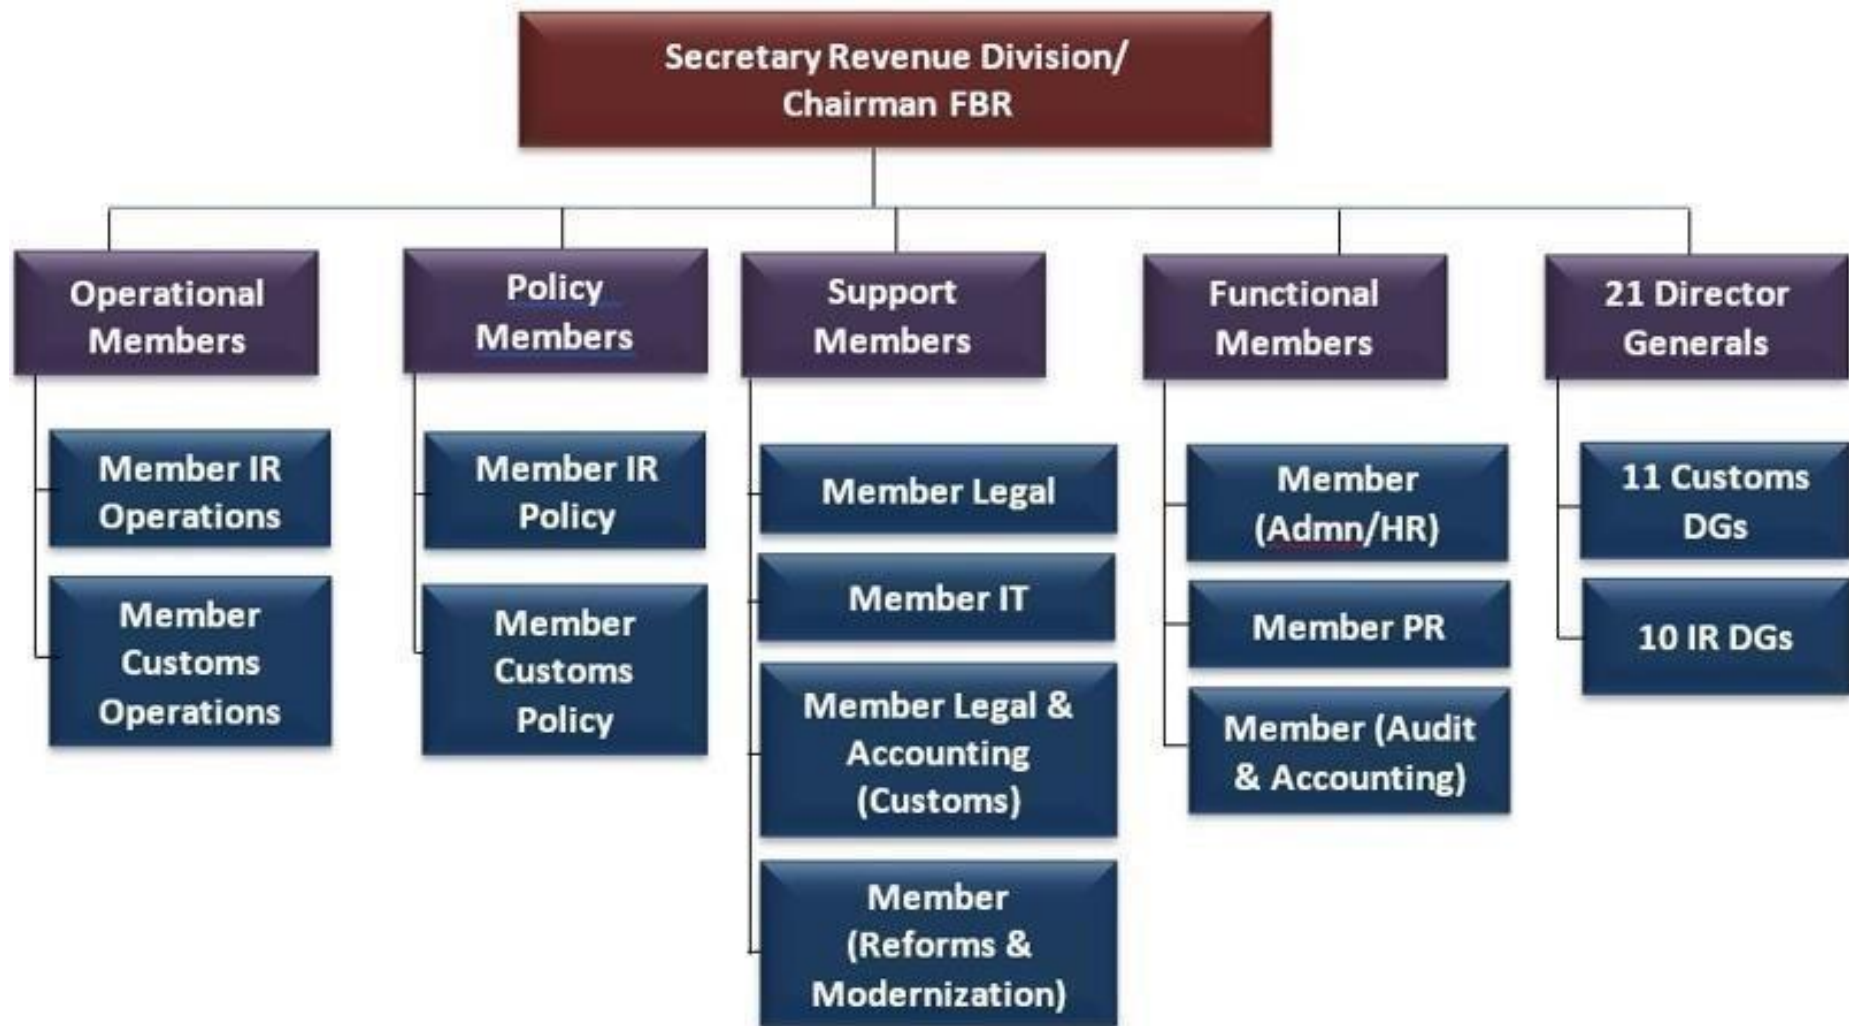 Secretary Revenue Division/
Chairman FBR
Operational
Members
Policy
Members
Support
Members
Functional
Members
21 Director
Generals
Member IR
Operations
Member
Customs
Operations
Member IR
Policy
Member
Customs
Policy
Member Legal
Member IT
Member Legal &
Accounting
(Customs)
Member
(Reforms &
Modernization)
Member
(Admn/HR)
Member PR
Member (Audit
& Accounting)
11 Customs
DGs
10 IR DGs